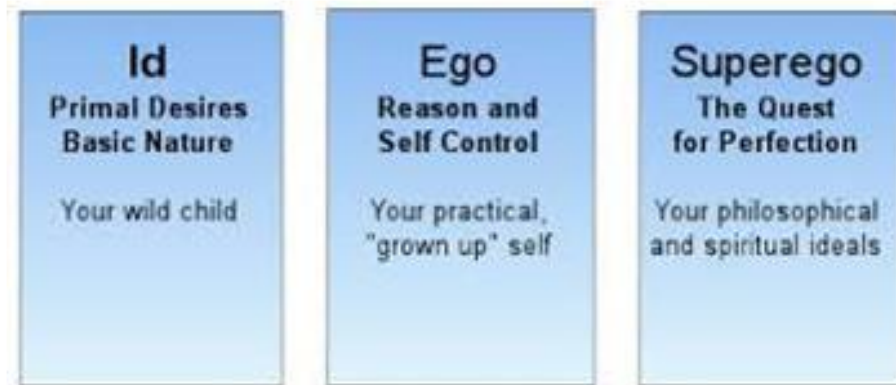 Id
Primal Desires
Basic Nature
Your wild child
Ego
Reason and
Self Control
Your practical,
"grown up" self
Superego
The Quest
for Perfection
Your philosophical
and spiritual ideals